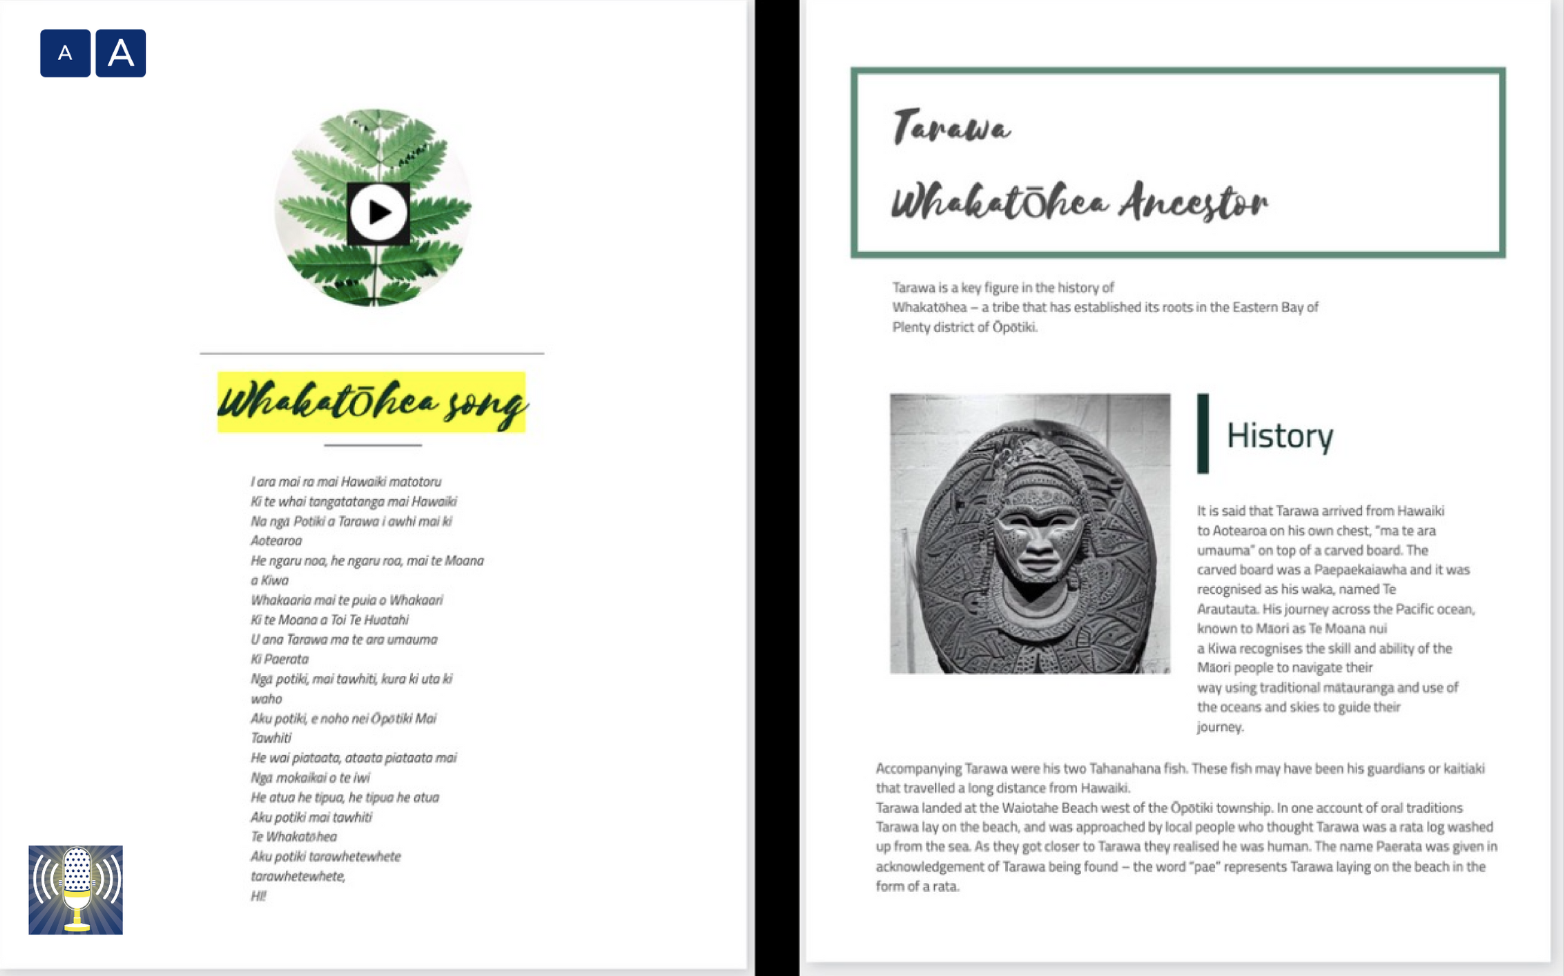 A A
Whakatōhea song
I ara mai ra mai Hawaiki matotoru
Ki te whai tangatatanga mai Hawaiki
Na ngā Potiki a Tarawa i awhi mai ki
Aotearoa
He ngaru noa, he ngaru roa, mai te Moana
a Kiwa
Whakaaria mai te puia o Whakaari
Ki te Moana a Toi Te Huatahi
U ana Tarawa ma te ara umauma
Ki Paerata
Ngā potiki, mai tawhiti, kura ki uta ki
waho
Aku potiki, e noho nei Ōpōtiki Mai
Tawhiti
He wai piataata, ataata piataata mai
Ngā mokaikai o te iwi
He atua he tipua, he tipua he atua
Aku potiki mai tawhiti
Te Whakatōhea
Aku potiki tarawhetewhete
tarawhetewhete,
HI!
Tarawa
Whakatōhea Ancestor
Tarawa is a key figure in the history of
Whakatōhea – a tribe that has established its roots in the Eastern Bay of
Plenty district of Ōpōtiki.
History
It is said that Tarawa arrived from Hawaiki
to Aotearoa on his own chest, “ma te ara
umauma” on top of a carved board. The
carved board was a Paepaekaiawha and it was
recognised as his waka, named Te
Arautauta. His journey across the Pacific ocean,
known to Māori as Te Moana nui
a Kiwa recognises the skill and ability of the
Māori people to navigate their
way using traditional mātauranga and use of
the oceans and skies to guide their
journey.
Accompanying Tarawa were his two Tahanahana fish. These fish may have been his guardians or kaitiaki
that travelled a long distance from Hawaiki.
Tarawa landed at the Waiotahe Beach west of the Ōpōtiki township. In one account of oral traditions
Tarawa lay on the beach, and was approached by local people who thought Tarawa was a rata log washed
up from the sea. As they got closer to Tarawa they realised he was human. The name Paerata was given in
acknowledgement of Tarawa being found – the word “pae” represents Tarawa laying on the beach in the
form of a rata.